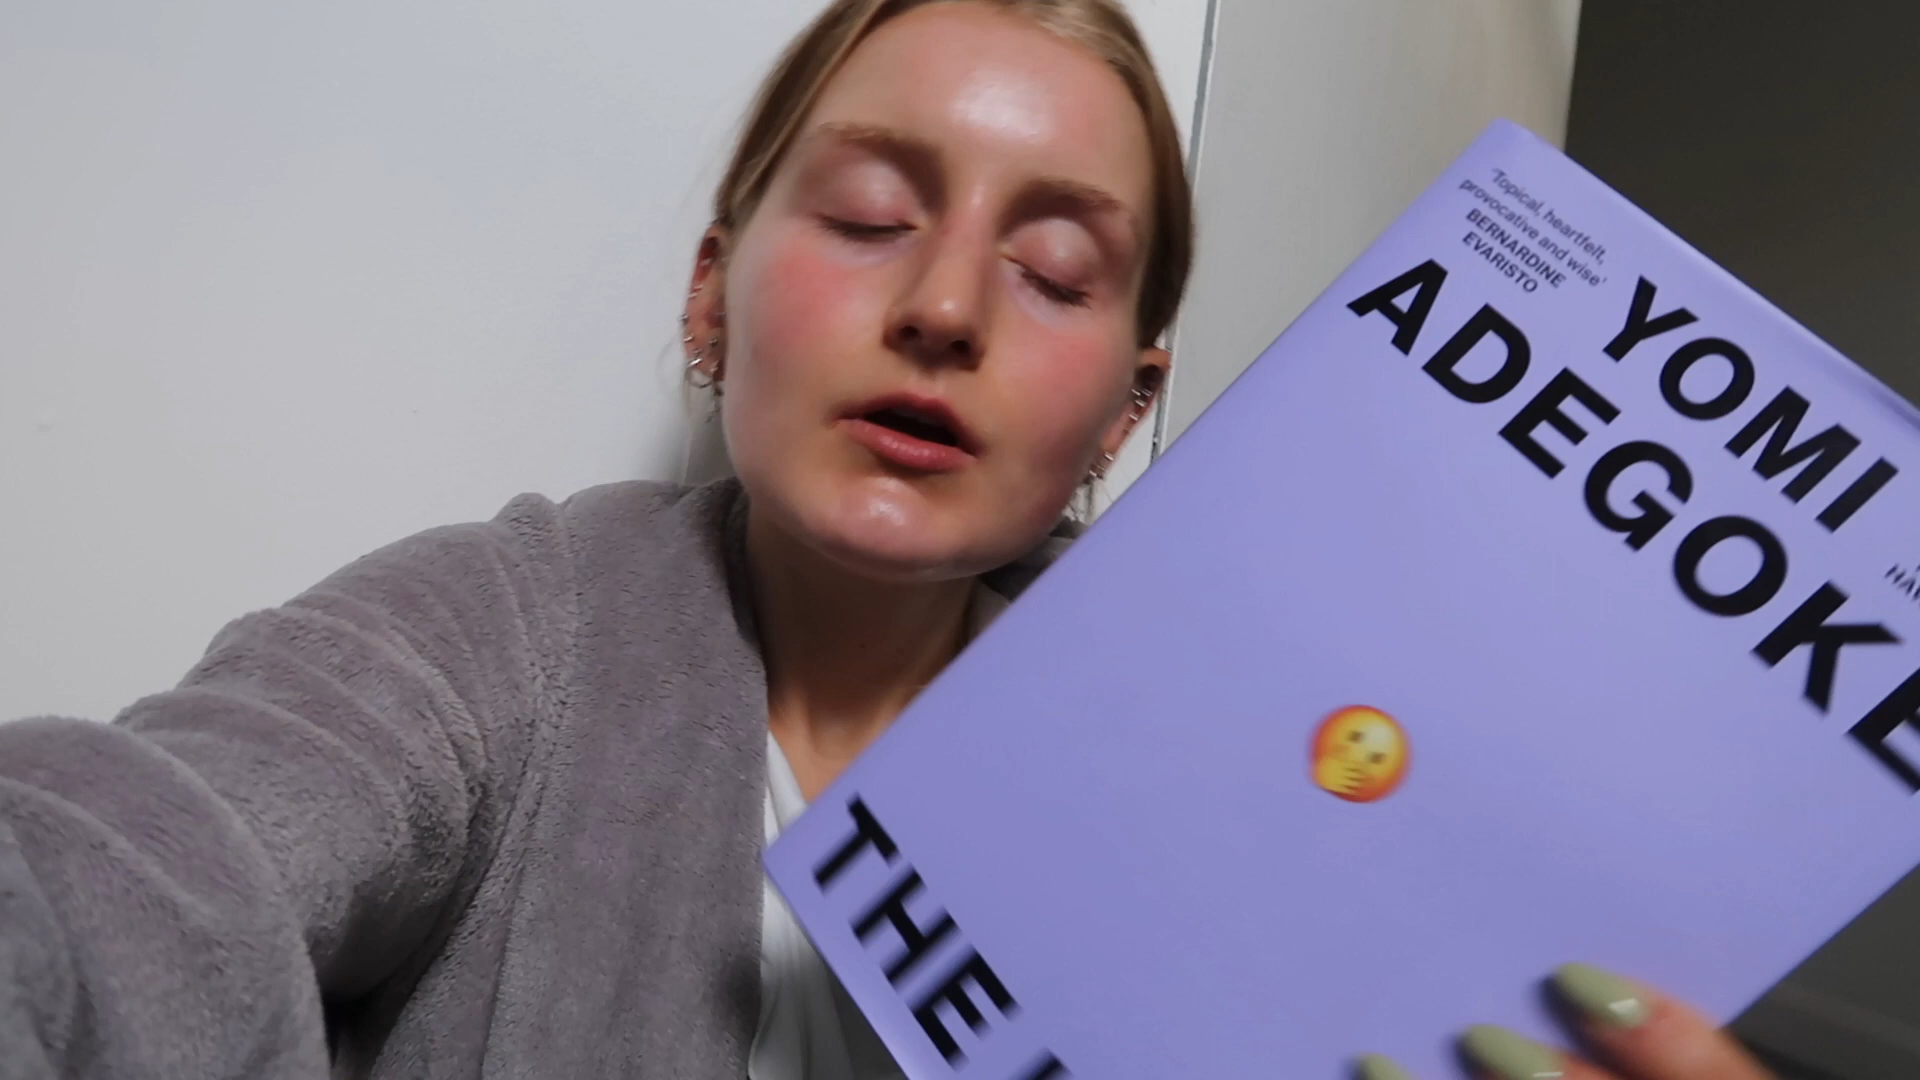 'Topical, heartfelt,
provocative and wise'
BERNARDINE
EVARISTO
YOMI
ADEGOKE
THE